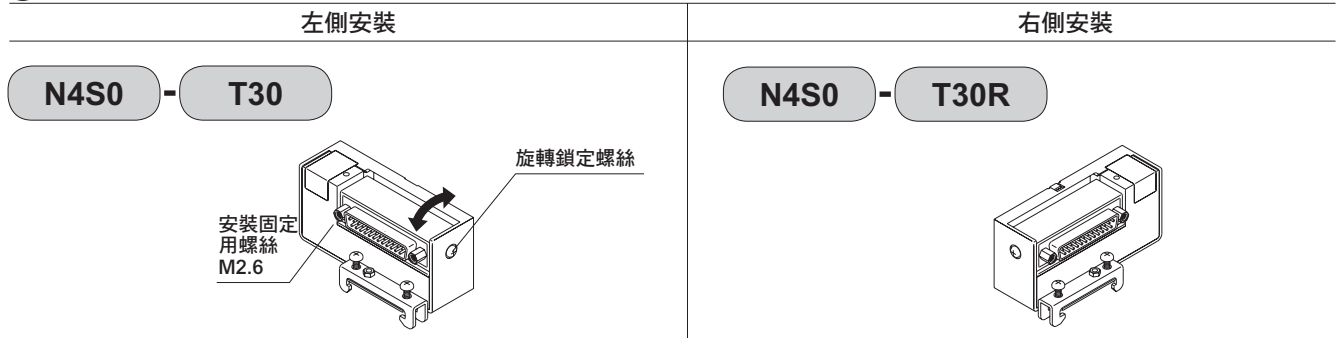 左側安裝
右側安裝
N4S0 - T30
N4S0 - T30R
旋轉鎖定螺絲
安裝固定
用螺絲
M2.6